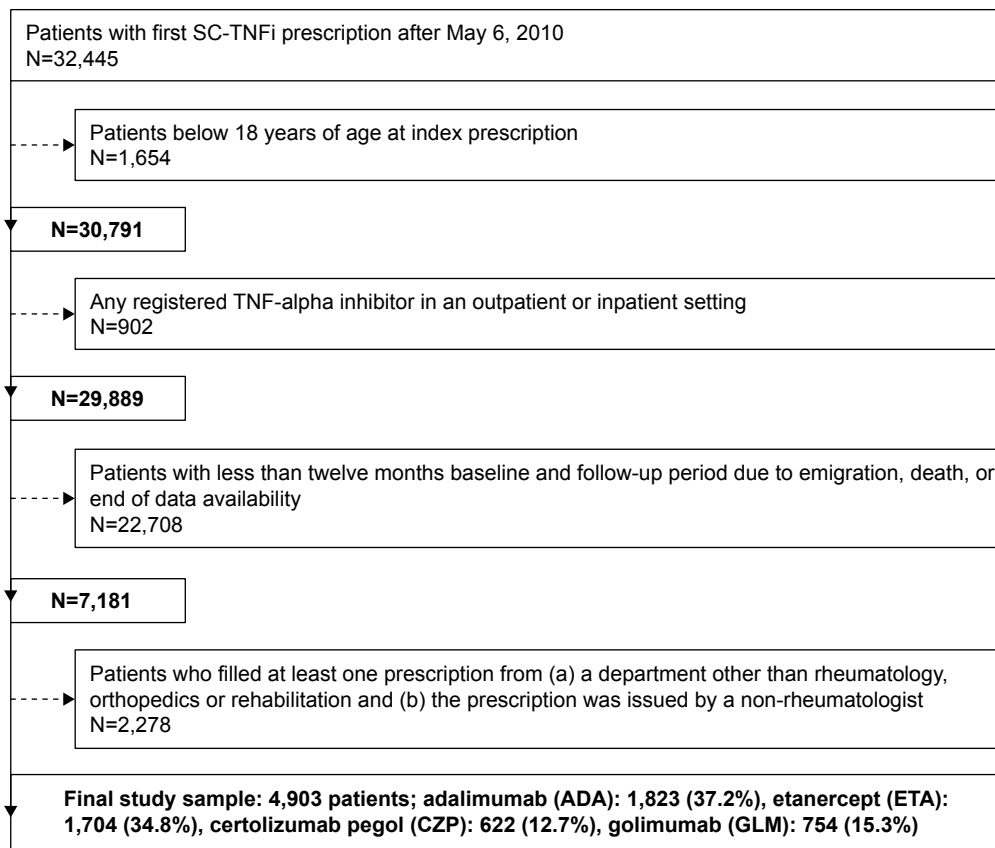 Patients with first SC-TNFi prescription after May 6, 2010
N=32,445
Patients below 18 years of age at index prescription
N=1,654
N=30,791
Any registered TNF-alpha inhibitor in an outpatient or inpatient setting
N=902
N=29,889
Patients with less than twelve months baseline and follow-up period due to emigration, death, or
end of data availability
N=22,708
N=7,181
Patients who filled at least one prescription from (a) a department other than rheumatology,
orthopedics or rehabilitation and (b) the prescription was issued by a non-rheumatologist
N=2,278
Final study sample: 4,903 patients; adalimumab (ADA): 1,823 (37.2%), etanercept (ETA):
1,704 (34.8%), certolizumab pegol (CZP): 622 (12.7%), golimumab (GLM): 754 (15.3%)